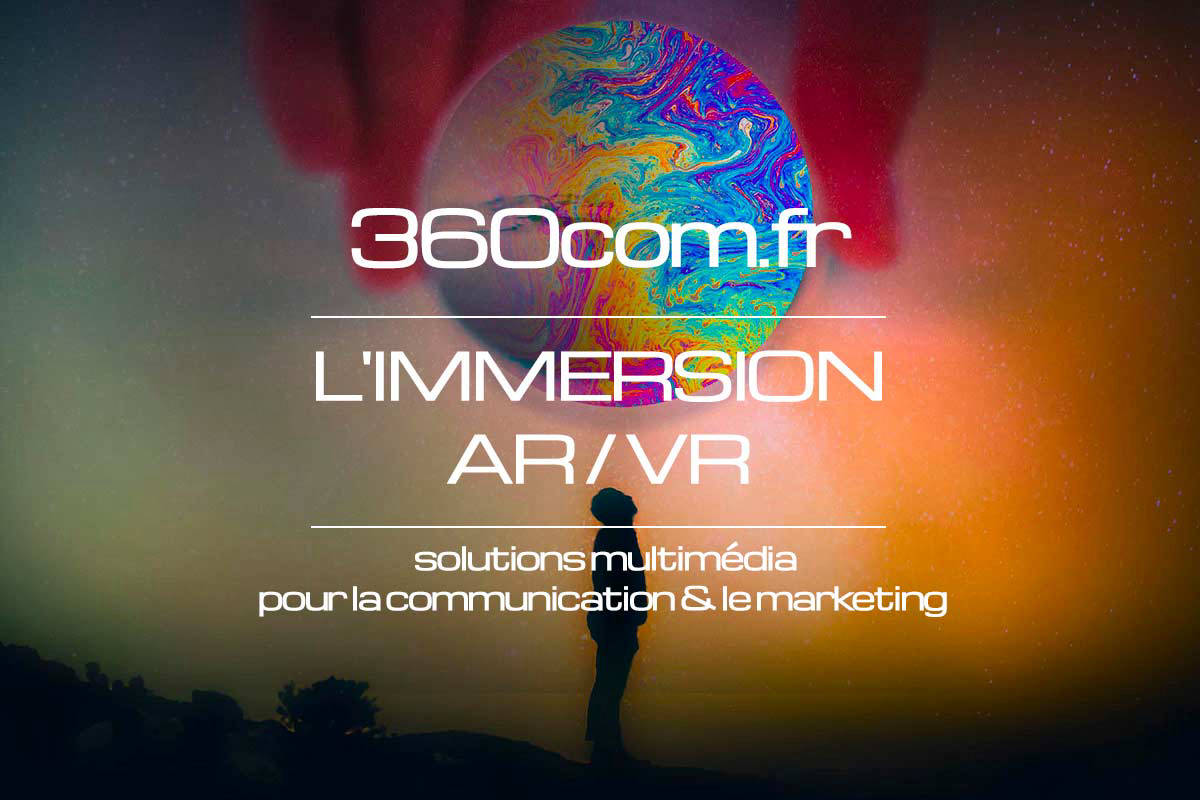 360com.fr
L'IMMERSION
AR / VR
solutions multimédia
pour la communication & le marketing